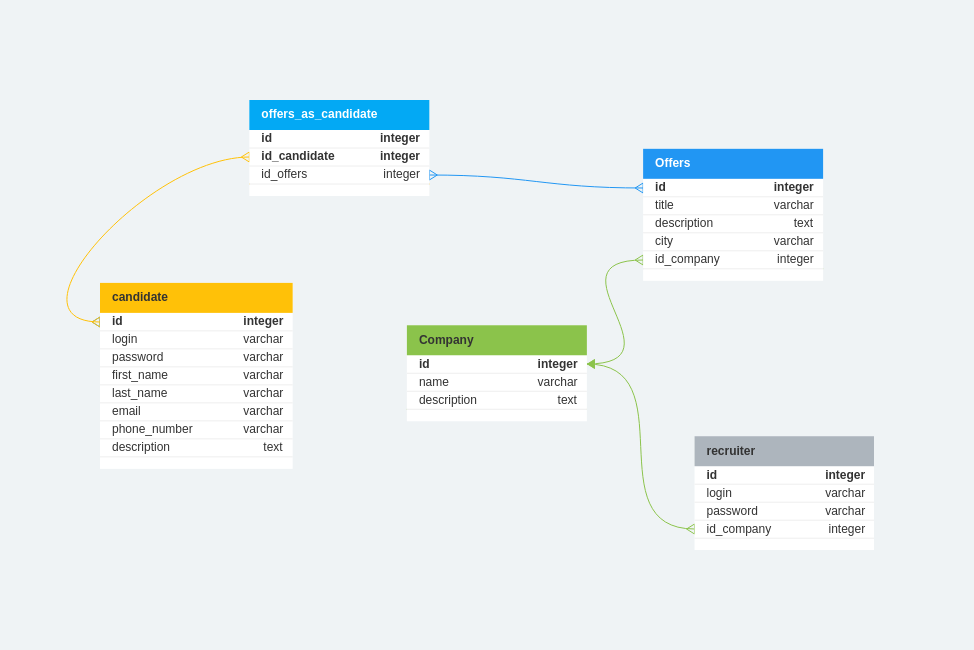 offers_as_candidate
id integer
id_candidate integer
id_offers integer
Offers
id integer
title varchar
description text
city varchar
id_company integer
candidate
id integer
login varchar
password varchar
first_name varchar
last_name varchar
email varchar
phone_number varchar
description text
Company
id integer
name varchar
description text
recruiter
id integer
login varchar
password varchar
id_company integer